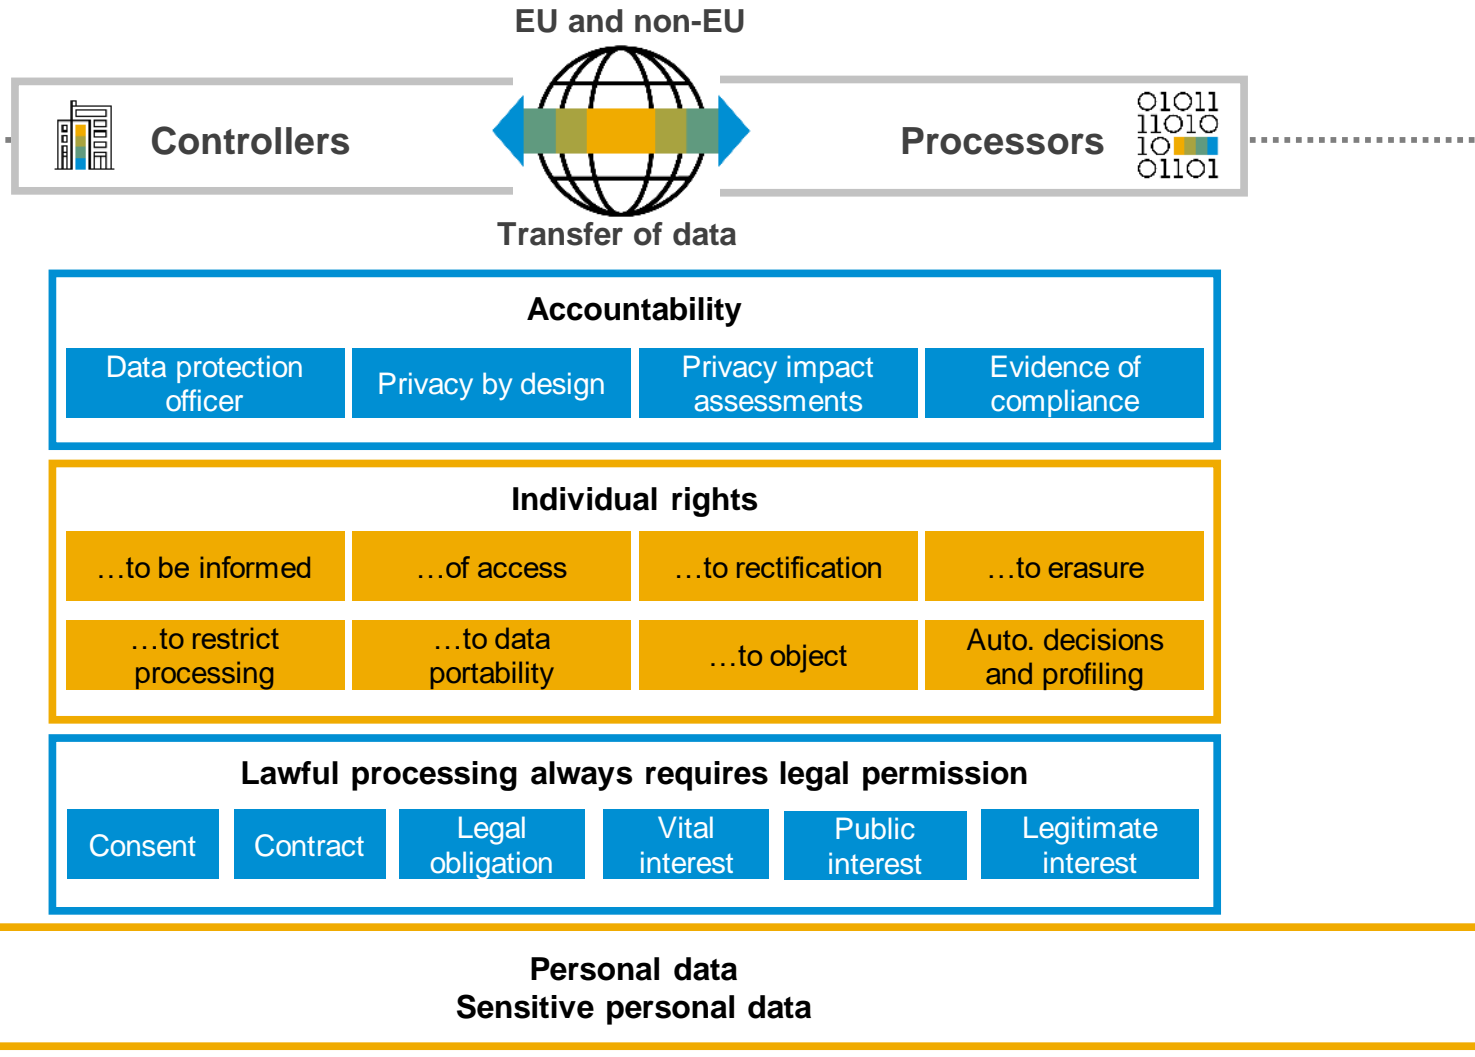 EU and non-EU
Controllers
Processors
01011
11010
10
01101
Transfer of data
Accountability
Data protection
officer
Privacy by design
Privacy impact
assessments
Evidence of
compliance
Individual rights
…to be informed
…of access
…to rectification
…to erasure
…to restrict
processing
…to data
portability
…to object
Auto. decisions
and profiling
Lawful processing always requires legal permission
Consent
Contract
Legal
obligation
Vital
interest
Public
interest
Legitimate
interest
Personal data
Sensitive personal data